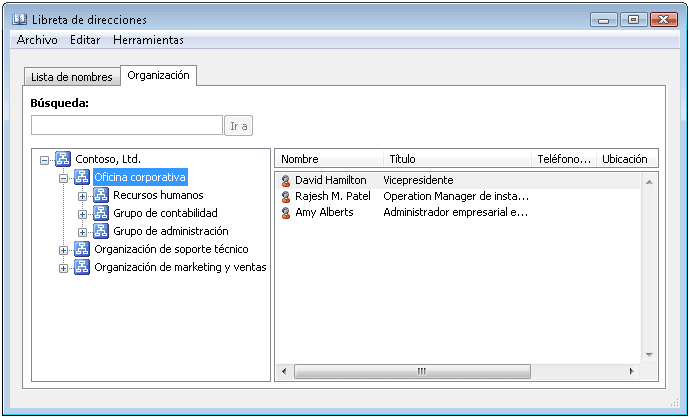 Libreta de direcciones
Archivo Editar Herramientas
Lista de nombres Organización
Búsqueda:
Ir a
Contoso, Ltd.
Oficina corporativa
Recursos humanos
Grupo de contabilidad
Grupo de administración
Organización de soporte técnico
Organización de marketing y ventas
Nombre Título Teléfono... Ubicación
David Hamilton Vicepresidente
Rajesh M. Patel Operation Manager de insta...
Amy Alberts Administrador empresarial e...